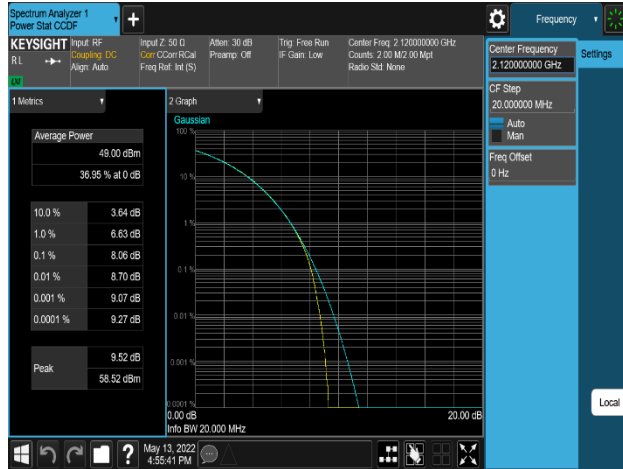 Spectrum Analyzer 1
Power Stat CCDF
Frequency
KEYSIGHT
Input: RF
Coupling: DC
Align: Auto
Input Z: 50 Ω
Corr CCorr RCal
Freq Ref: Int (S)
Atten: 30 dB
Preamp: Off
Trig: Free Run
IF Gain: Low
Center Freq: 2.120000000 GHz
Counts: 2.00 M/2.00 Mpt
Radio Std: None
R L
Center Frequency
2.120000000 GHz
Settings
CF Step
20.000000 MHz
Auto
Man
Freq Offset
0 Hz
1 Metrics
Average Power
49.00 dBm
36.95 % at 0 dB
10.0 % 3.64 dB
1.0 % 6.63 dB
0.1 % 8.06 dB
0.01 % 8.70 dB
0.001 % 9.07 dB
0.0001 % 9.27 dB
Peak
9.52 dB
58.52 dBm
2 Graph
Gaussian
100 %
10 %
1 %
0.1 %
0.01 %
0.001 %
0.0001 %
0.00 dB
20.00 dB
Info BW 20.000 MHz
Local
?
May 13, 2022
4:55:41 PM